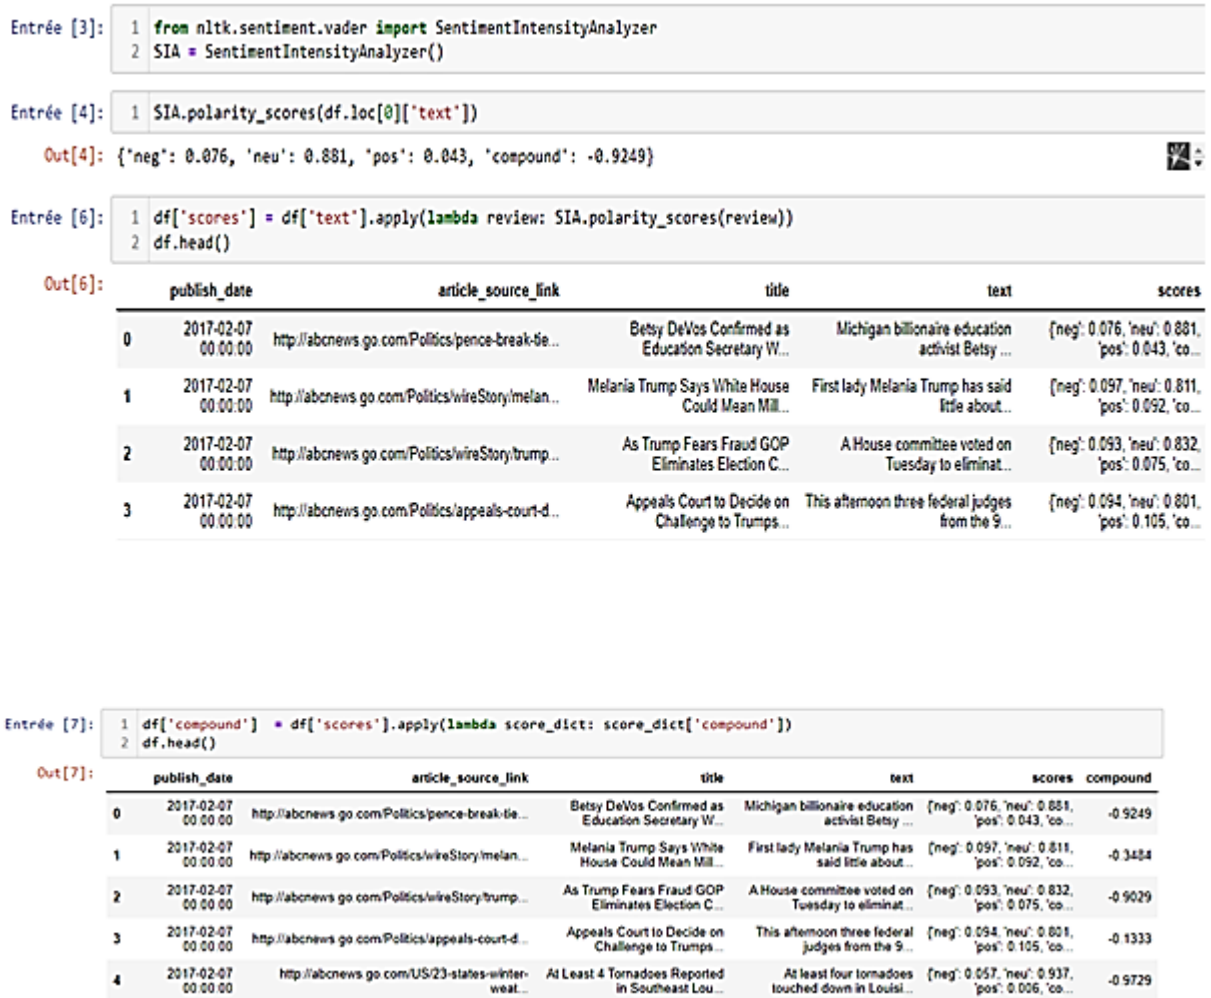 Entrée [3]: 1 from nltk.sentiment.vader import SentimentIntensityAnalyzer
2 SIA = SentimentIntensityAnalyzer()
Entrée [4]: 1 SIA.polarity_scores(df.loc[0]['text'])
Out[4]: {'neg': 0.076, 'neu': 0.881, 'pos': 0.043, 'compound': -0.9249}
Entrée [6]: 1 df['scores'] = df['text'].apply(lambda review: SIA.polarity_scores(review))
2 df.head()
Out[6]:
publish_date article_source_link title text scores
0 2017-02-07 00:00:00 http://abcnews.go.com/Politics/pence-break-tie... Betsy DeVos Confirmed as Education Secretary W... Michigan billionaire education activist Betsy ... {'neg': 0.076, 'neu': 0.881, 'pos': 0.043, 'co...
1 2017-02-07 00:00:00 http://abcnews.go.com/Politics/wireStory/melan... Melania Trump Says White House Could Mean Mill... First lady Melania Trump has said little about... {'neg': 0.097, 'neu': 0.811, 'pos': 0.092, 'co...
2 2017-02-07 00:00:00 http://abcnews.go.com/Politics/wireStory/trump... As Trump Fears Fraud GOP Eliminates Election C... A House committee voted on Tuesday to eliminat... {'neg': 0.093, 'neu': 0.832, 'pos': 0.075, 'co...
3 2017-02-07 00:00:00 http://abcnews.go.com/Politics/appeals-court-d... Appeals Court to Decide on Challenge to Trumps... This afternoon three federal judges from the 9... {'neg': 0.094, 'neu': 0.801, 'pos': 0.105, 'co...
Entrée [7]: 1 df['compound'] = df['scores'].apply(lambda score_dict: score_dict['compound'])
2 df.head()
Out[7]:
publish_date article_source_link title text scores compound
0 2017-02-07 00:00:00 http://abcnews.go.com/Politics/pence-break-tie... Betsy DeVos Confirmed as Education Secretary W... Michigan billionaire education activist Betsy ... {'neg': 0.076, 'neu': 0.881, 'pos': 0.043, 'co... -0.9249
1 2017-02-07 00:00:00 http://abcnews.go.com/Politics/wireStory/melan... Melania Trump Says White House Could Mean Mill... First lady Melania Trump has said little about... {'neg': 0.097, 'neu': 0.811, 'pos': 0.092, 'co... -0.3484
2 2017-02-07 00:00:00 http://abcnews.go.com/Politics/wireStory/trump... As Trump Fears Fraud GOP Eliminates Election C... A House committee voted on Tuesday to eliminat... {'neg': 0.093, 'neu': 0.832, 'pos': 0.075, 'co... -0.9029
3 2017-02-07 00:00:00 http://abcnews.go.com/Politics/appeals-court-d... Appeals Court to Decide on Challenge to Trumps... This afternoon three federal judges from the 9... {'neg': 0.094, 'neu': 0.801, 'pos': 0.105, 'co... -0.1333
4 2017-02-07 00:00:00 http://abcnews.go.com/US/23-states-winter-weat... At Least 4 Tornadoes Reported in Southeast Lou... At least four tornadoes touched down in Louisi... {'neg': 0.057, 'neu': 0.937, 'pos': 0.006, 'co... -0.9729